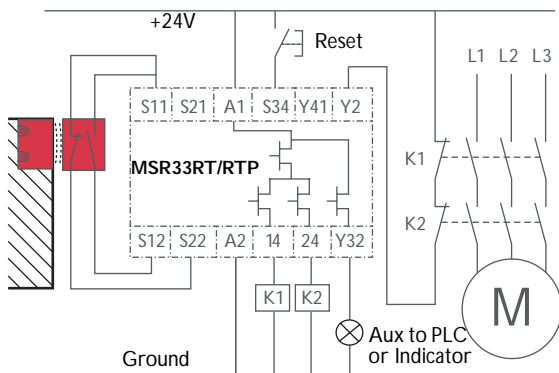 +24V
Reset
L1 L2 L3
S11 S21 A1 S34 Y41 Y2
MSR33RT/RTP
K1
K2
S12 S22 A2 14 24 Y32
K1 K2
M
Aux to PLC
or Indicator
Ground